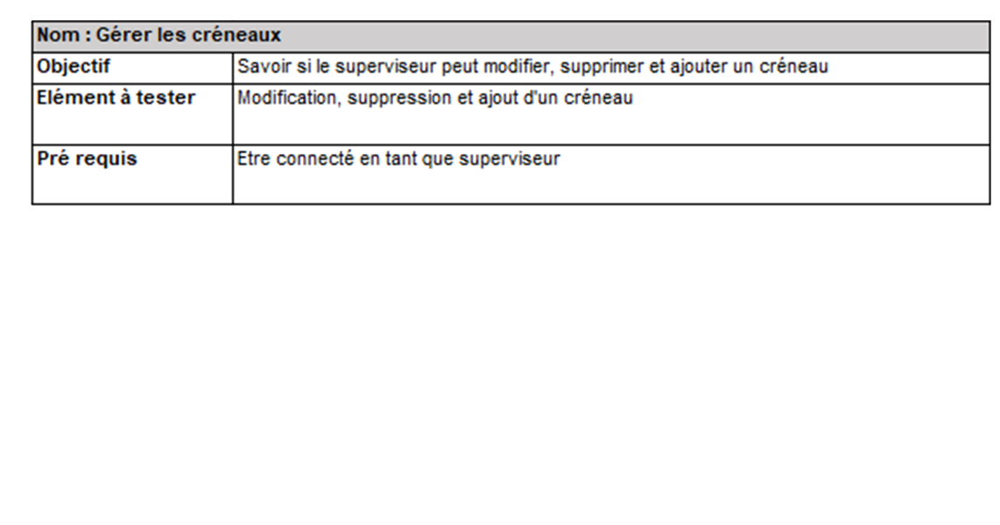 Nom : Gérer les créneaux
Objectif Savoir si le superviseur peut modifier, supprimer et ajouter un créneau
Elément à tester Modification, suppression et ajout d'un créneau
Pré requis Etre connecté en tant que superviseur